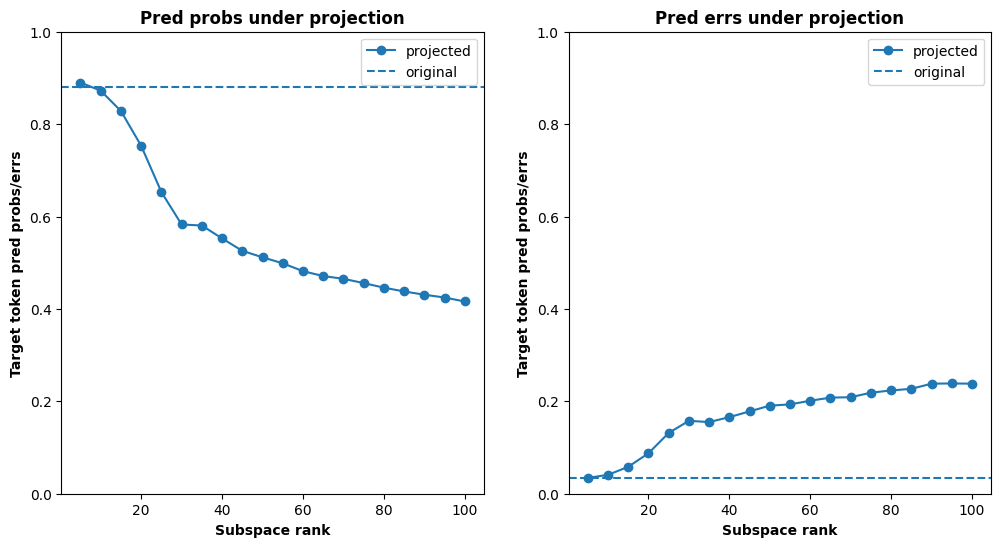 Pred probs under projection
Target token pred probs/errs
1.0
0.8
0.6
0.4
0.2
0.0
projected
original
20
40
60
80
100
Subspace rank
Pred errs under projection
Target token pred probs/errs
1.0
0.8
0.6
0.4
0.2
0.0
projected
original
20
40
60
80
100
Subspace rank